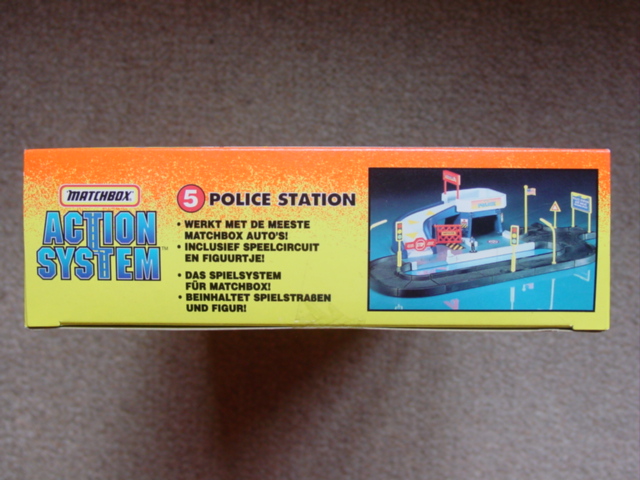 MATCHBOX
ACTION
SYSTEM™
5 POLICE STATION
• WERKT MET DE MEESTE
MATCHBOX AUTO'S!
• INCLUSIEF SPEELCIRCUIT
EN FIGUURTJE!
• DAS SPIELSYSTEM
FÜR MATCHBOX!
• BEINHALTET SPIELSTRAßEN
UND FIGUR!